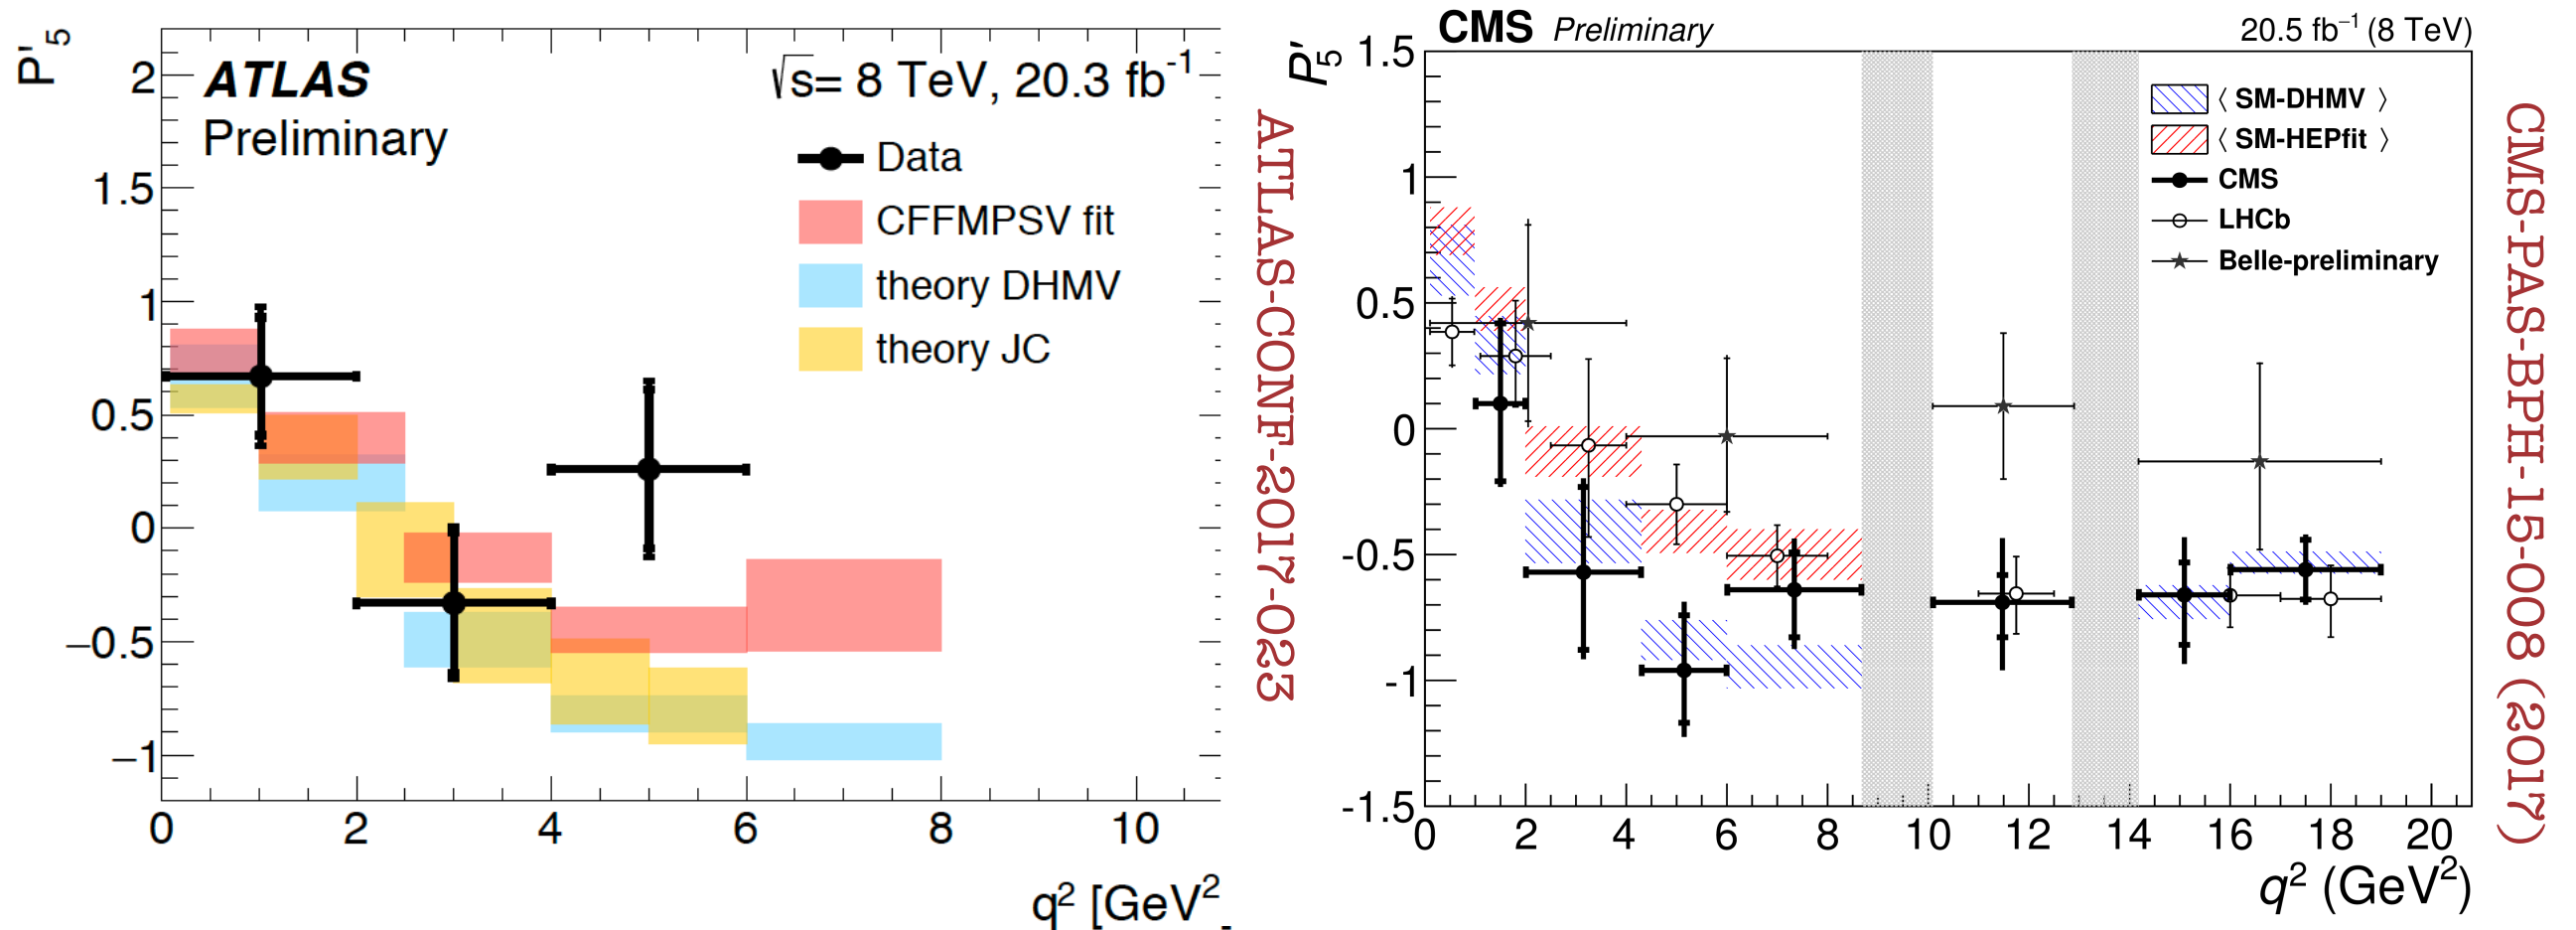 P'5
ATLAS
Preliminary
√s= 8 TeV, 20.3 fb-1
Data
CFFMPSV fit
theory DHMV
theory JC
2
1.5
1
0.5
0
−0.5
−1
0 2 4 6 8 10
q2 [GeV2
ATLAS-CONF-2017-023
CMS Preliminary
20.5 fb−1 (8 TeV)
P'5
⟨ SM-DHMV ⟩
⟨ SM-HEPfit ⟩
CMS
LHCb
Belle-preliminary
1.5
1
0.5
0
-0.5
-1
-1.5
0 2 4 6 8 10 12 14 16 18 20
q2 (GeV2)
CMS-PAS-BPH-15-008 (2017)